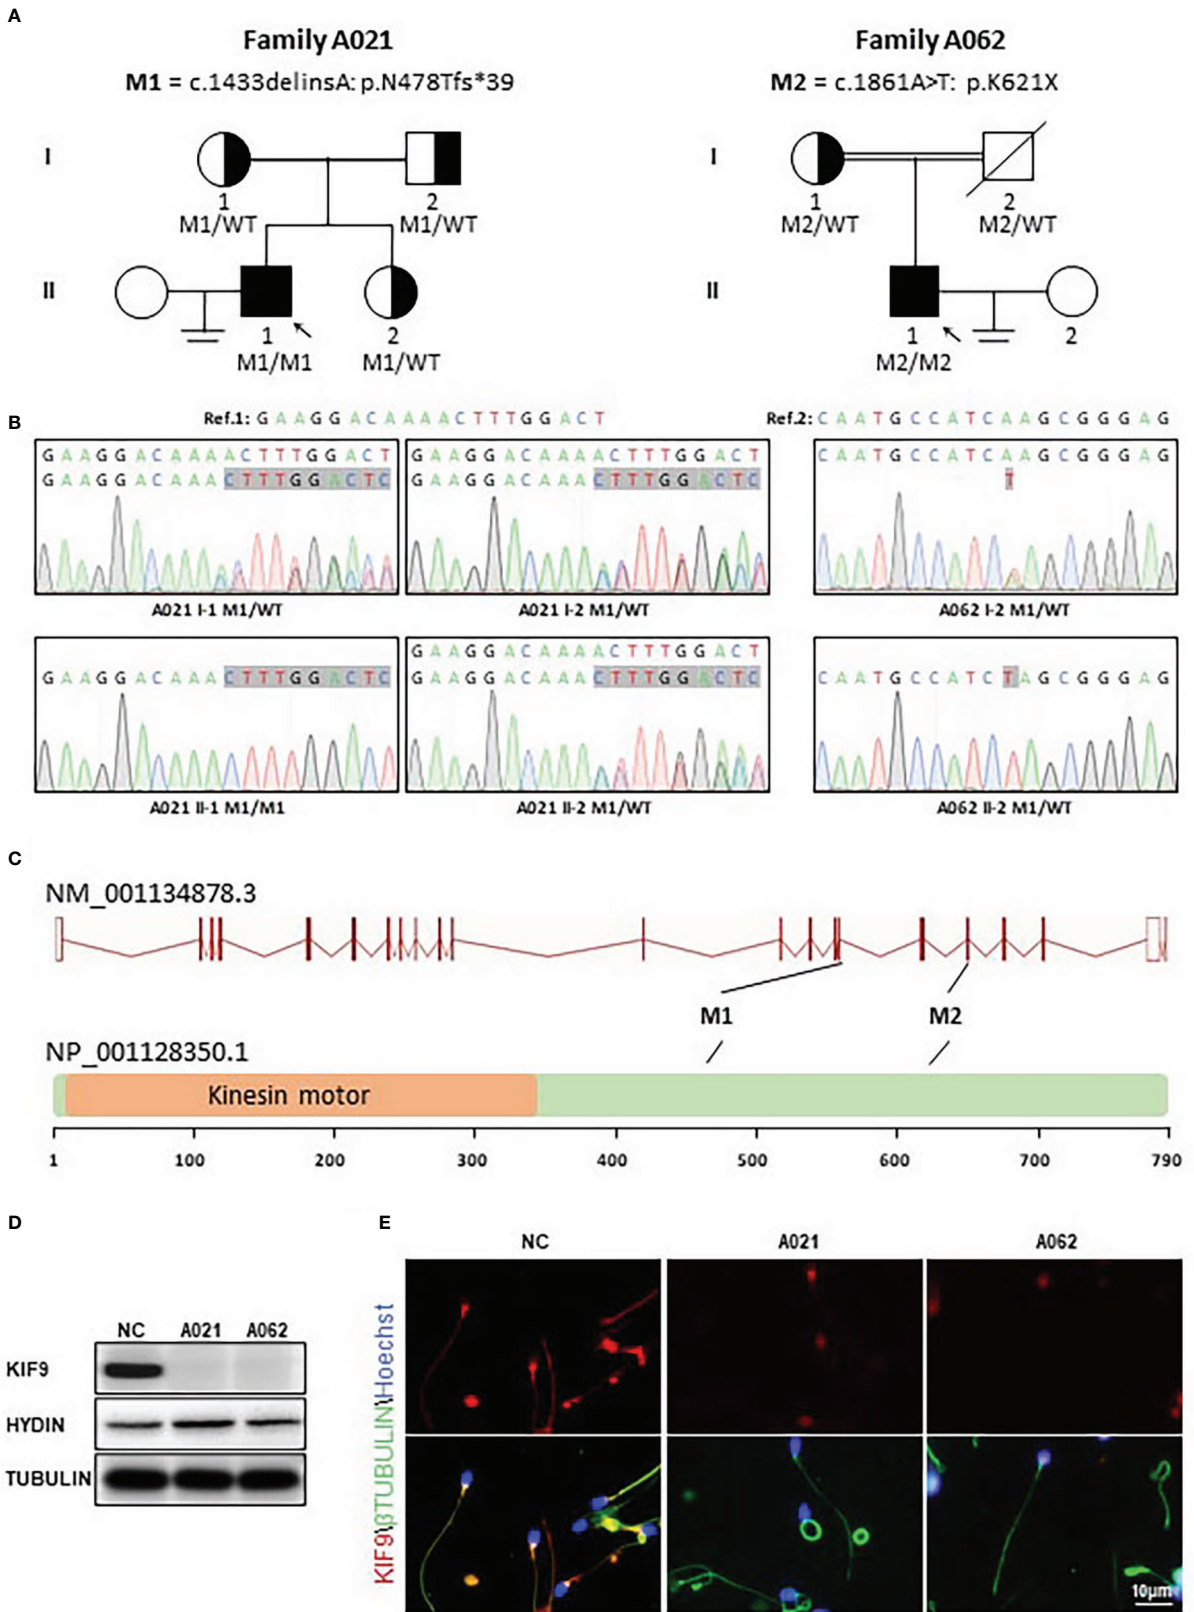 A
Family A021
Family A062
M1 = c.1433delinsA: p.N478Tfs*39
M2 = c.1861A>T: p.K621X
I
1
2
M1/WT
M1/WT
I
1
2
M2/WT
M2/WT
II
1
2
M1/M1
M1/WT
II
1
2
M2/M2
B
Ref.1: G A A G G A C A A A A C T T T G G A C T
Ref.2: C A A T G C C A T C A A G C G G G A G
G A A G G A C A A A A C T T T G G A C T
G A A G G A C A A A C T T T G G A C T C
A021 I-1 M1/WT
G A A G G A C A A A A C T T T G G A C T
G A A G G A C A A A C T T T G G A C T C
A021 I-2 M1/WT
C A A T G C C A T C A A G C G G G A G
T
A062 I-2 M1/WT
G A A G G A C A A A C T T T G G A C T C
A021 II-1 M1/M1
G A A G G A C A A A A C T T T G G A C T
G A A G G A C A A A C T T T G G A C T C
A021 II-2 M1/WT
C A A T G C C A T C T A G C G G G A G
A062 II-2 M1/WT
C
NM_001134878.3
M1
M2
NP_001128350.1
Kinesin motor
1 100 200 300 400 500 600 700 790
D
NC A021 A062
KIF9
HYDIN
TUBULIN
E
NC A021 A062
KIF9\βTUBULIN\Hoechst
10μm